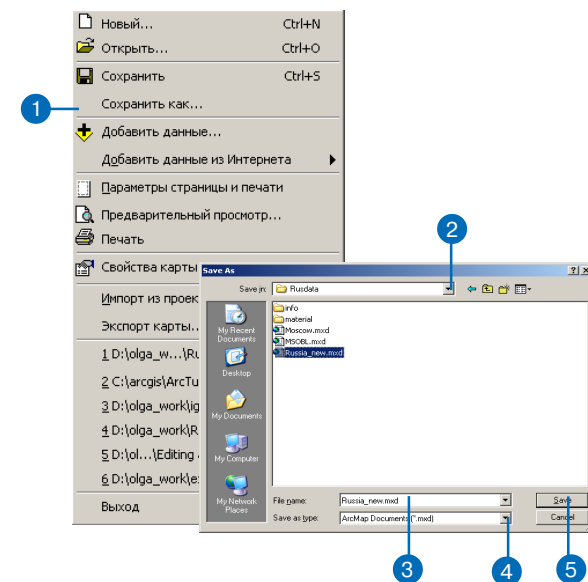 Новый... Ctrl+N
Открыть... Ctrl+O
Сохранить Ctrl+S
Сохранить как...
1
Добавить данные...
Добавить данные из Интернета
Параметры страницы и печати
Предварительный просмотр...
Печать
Свойства карты
Импорт из проек
Экспорт карты..
1 D:\olga_w...\Ru
2 C:\arcgis\ArcTu
3 D:\olga_work\ig
4 D:\olga_work\R
5 D:\ol...\Editing
6 D:\olga_work\e
Выход
2
Save As
Save in: Rusdata
My Recent Documents
Desktop
My Documents
My Computer
My Network Places
info
material
Moscow.mxd
MSOBL.mxd
Russia_new.mxd
File name: Russia_new.mxd Save
Save as type: ArcMap Documents (*.mxd) Cancel
3
4
5